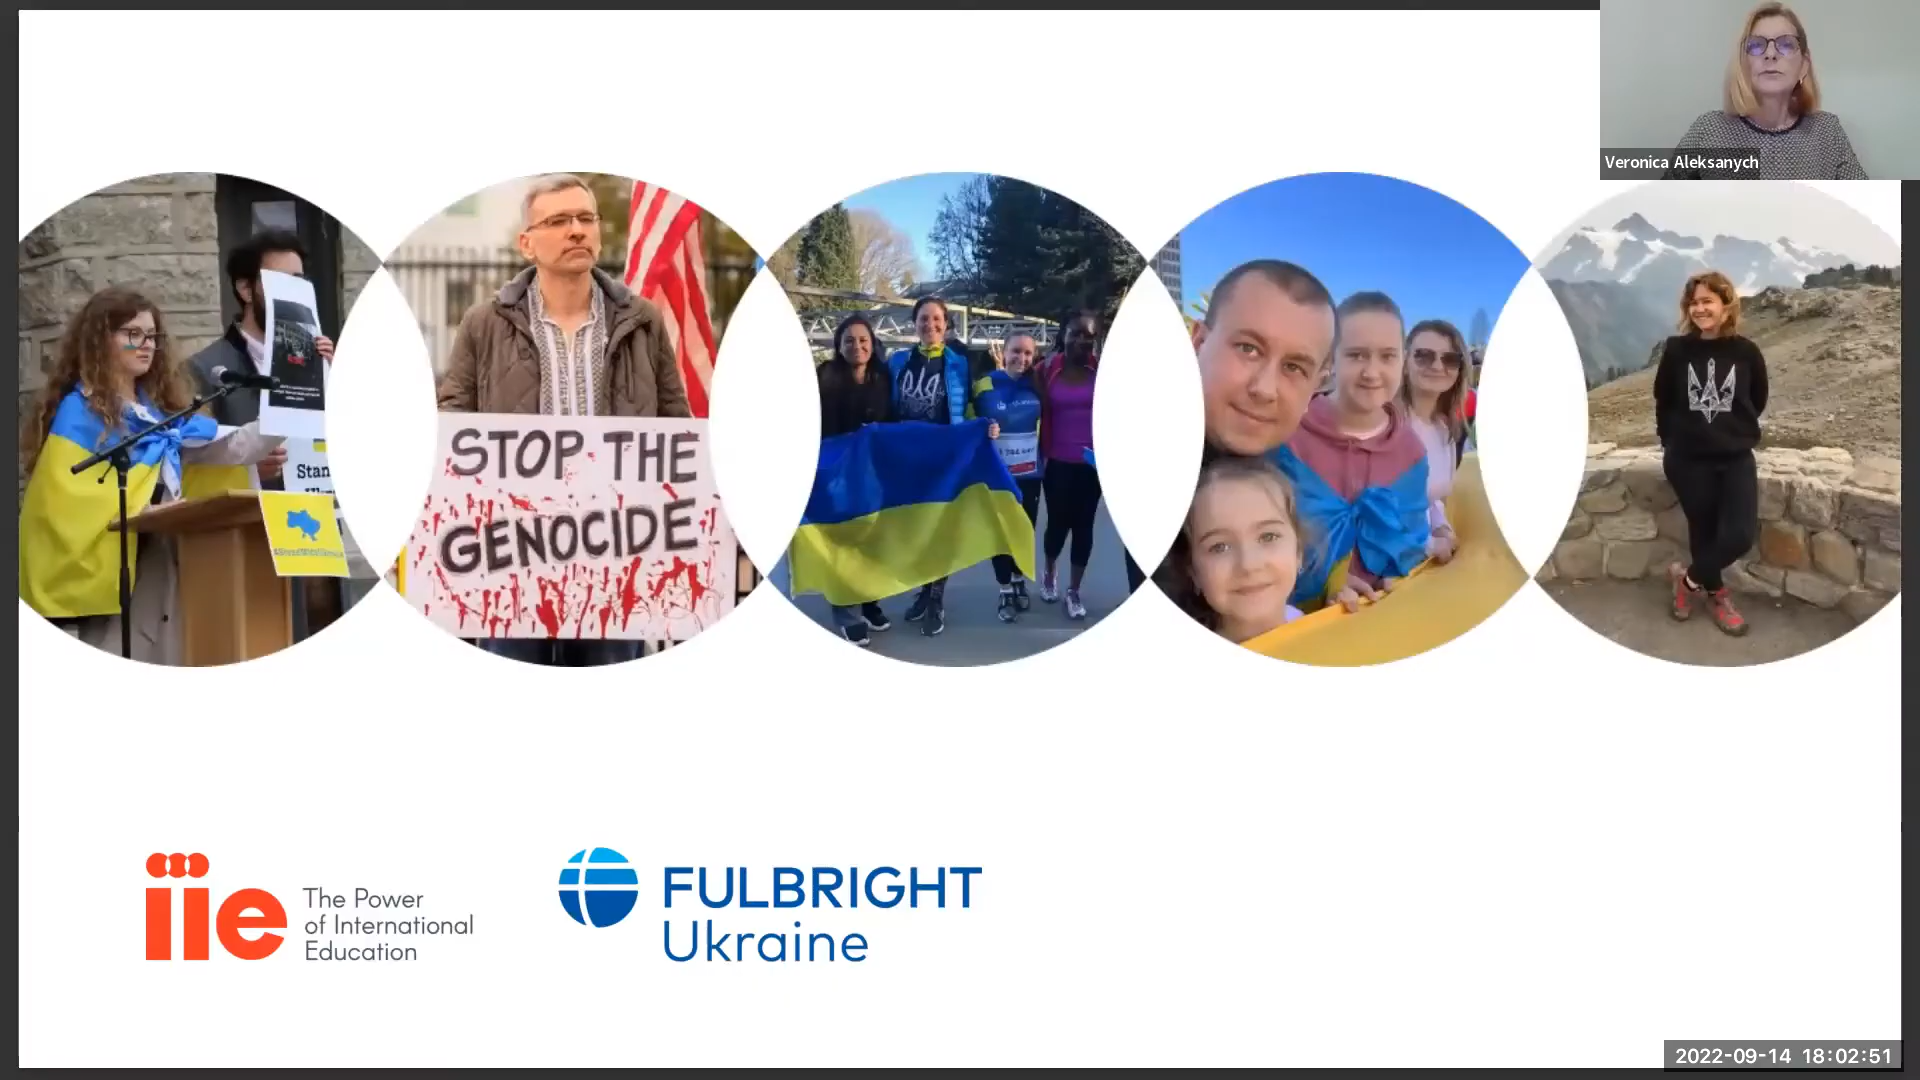 Veronica Aleksanych
Stan
STOP THE
GENOCIDE
iie
The Power
of International
Education
FULBRIGHT
Ukraine
2022-09-14 18:02:51